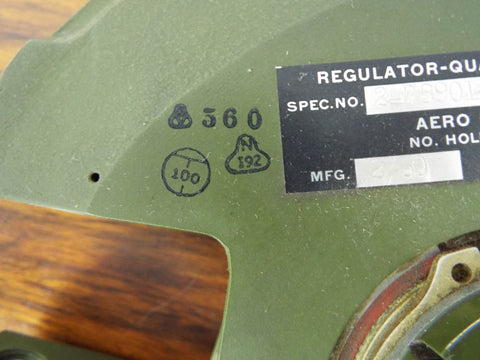 360
N
192
100
REGULATOR-QUA
SPEC.NO.
AERO
NO. HOL
MFG.